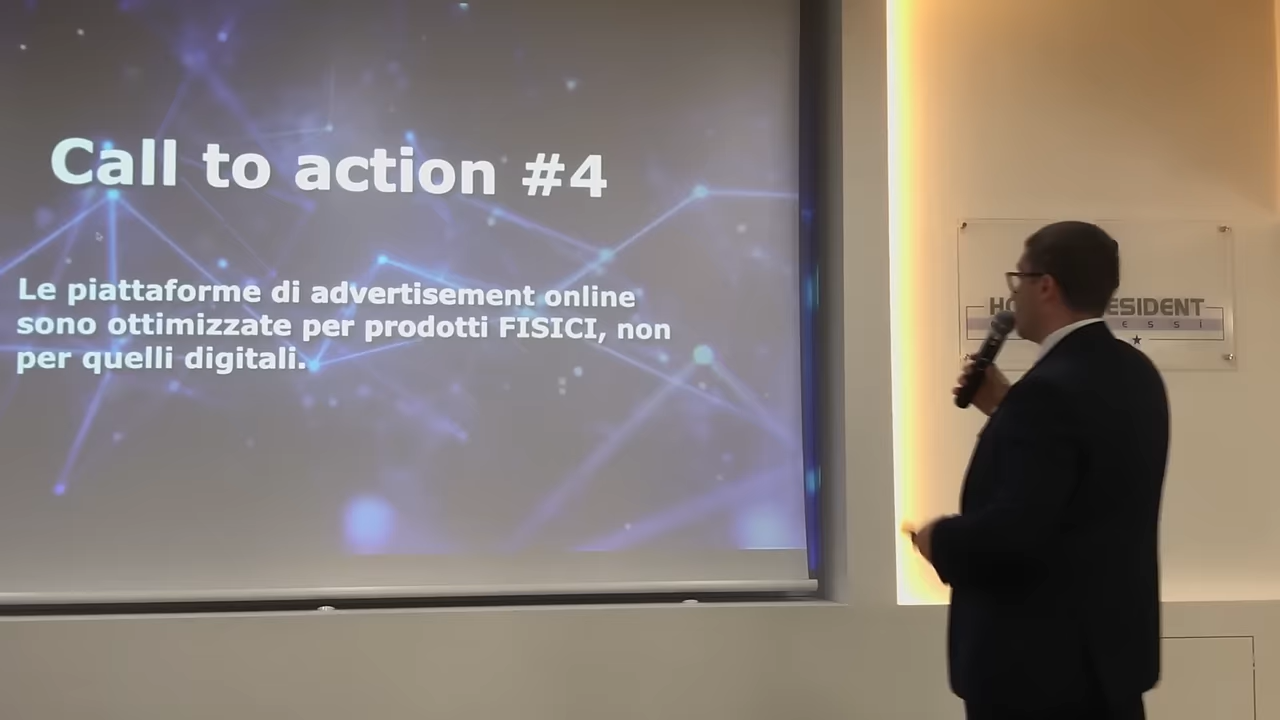 Call to action #4
Le piattaforme di advertisement online
sono ottimizzate per prodotti FISICI, non
per quelli digitali.